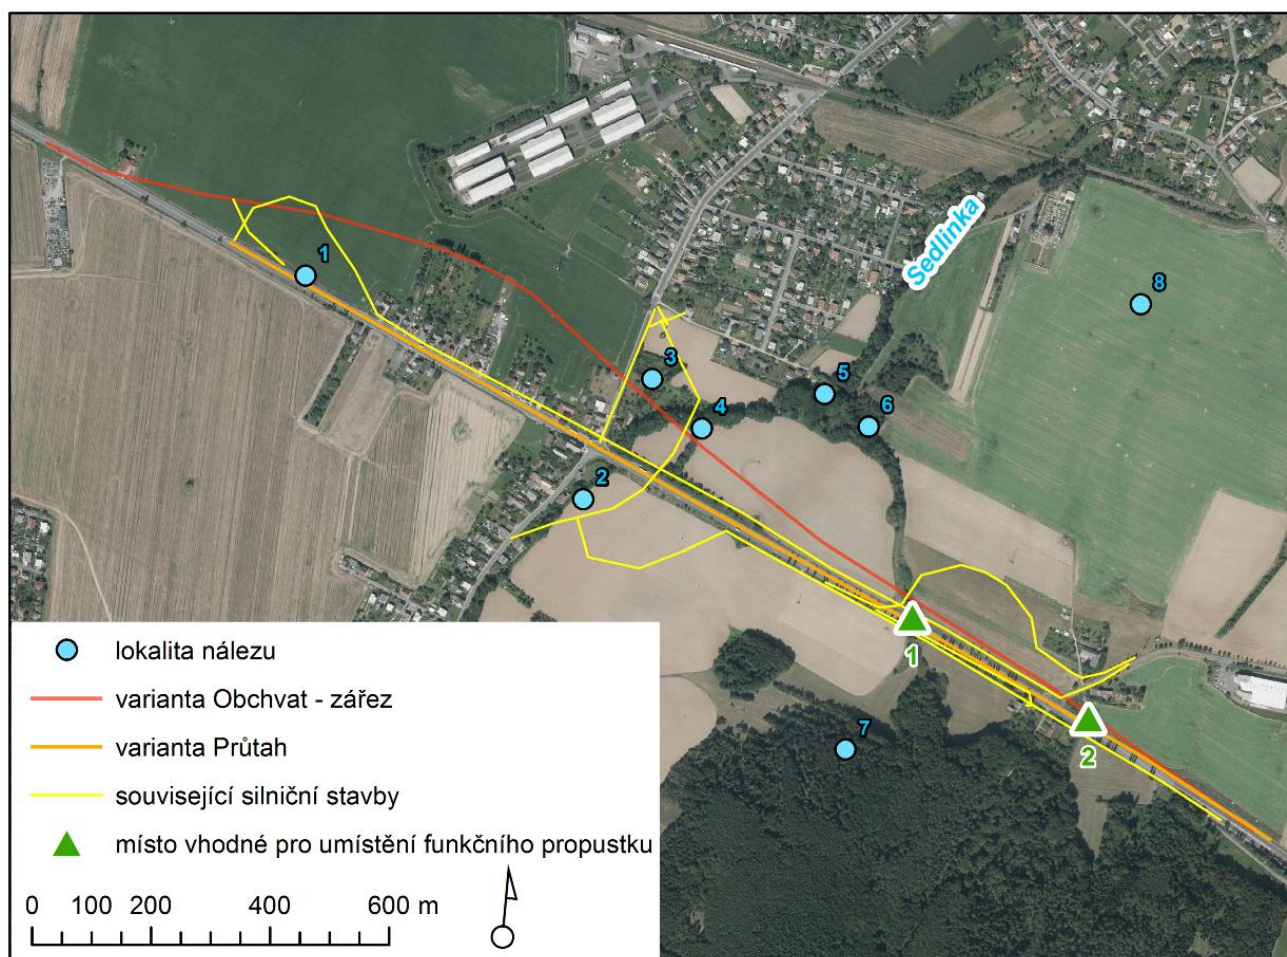 Sedlinka
1
8
3
5
4
6
2
1
7
2
lokalita nálezu
varianta Obchvat - zářez
varianta Průtah
související silniční stavby
místo vhodné pro umístění funkčního propustku
0 100 200 400 600 m